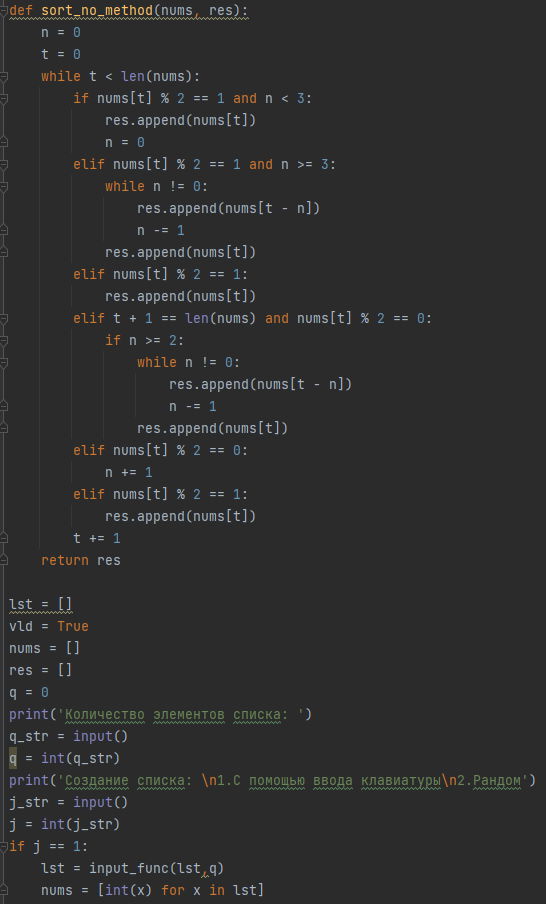 def sort_no_method(nums, res):
    n = 0
    t = 0
    while t < len(nums):
        if nums[t] % 2 == 1 and n < 3:
            res.append(nums[t])
            n = 0
        elif nums[t] % 2 == 1 and n >= 3:
            while n != 0:
                res.append(nums[t - n])
                n -= 1
            res.append(nums[t])
        elif nums[t] % 2 == 1:
            res.append(nums[t])
        elif t + 1 == len(nums) and nums[t] % 2 == 0:
            if n >= 2:
                while n != 0:
                    res.append(nums[t - n])
                    n -= 1
                res.append(nums[t])
        elif nums[t] % 2 == 0:
            n += 1
        elif nums[t] % 2 == 1:
            res.append(nums[t])
        t += 1
    return res

lst = []
vld = True
nums = []
res = []
q = 0
print('Количество элементов списка: ')
q_str = input()
q = int(q_str)
print('Создание списка: \n1.С помощью ввода клавиатуры\n2.Рандом')
j_str = input()
j = int(j_str)
if j == 1:
    lst = input_func(lst,q)
    nums = [int(x) for x in lst]